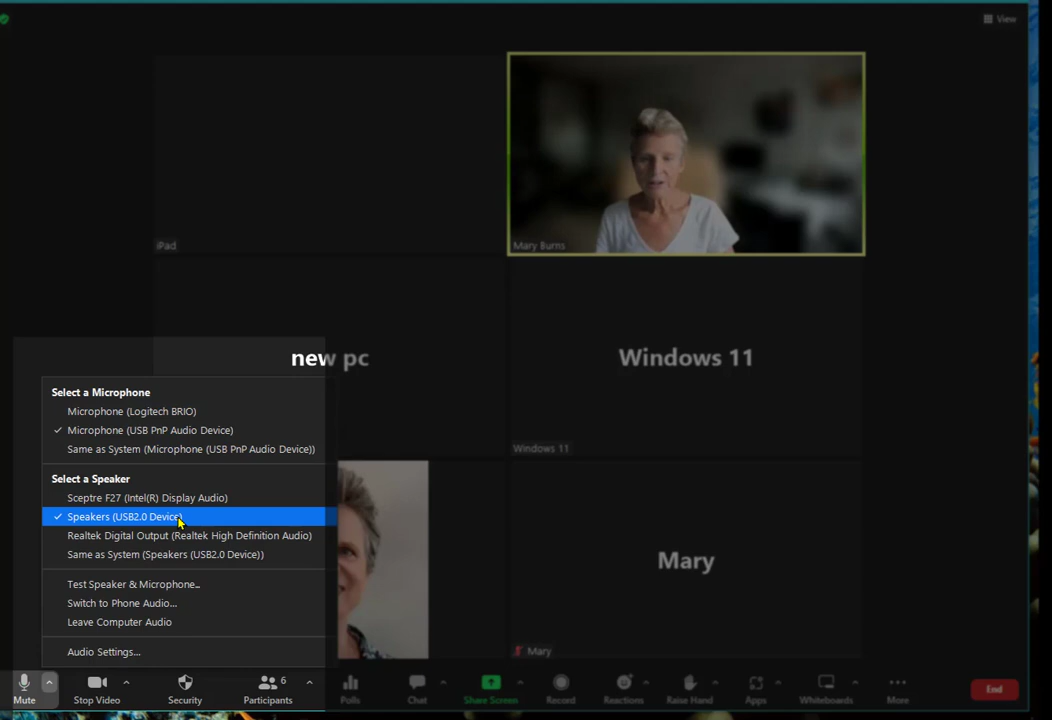 View
iPad
Mary Burns
new pc
Windows 11
Windows 11
Mary
Mary
Select a Microphone
Microphone (Logitech BRIO)
Microphone (USB PnP Audio Device)
Same as System (Microphone (USB PnP Audio Device))
Select a Speaker
Sceptre F27 (Intel(R) Display Audio)
Speakers (USB2.0 Device)
Realtek Digital Output (Realtek High Definition Audio)
Same as System (Speakers (USB2.0 Device))
Test Speaker & Microphone...
Switch to Phone Audio...
Leave Computer Audio
Audio Settings...
6
Mute Stop Video Security Participants Polls Chat Share Screen Record Reactions Raise Hand Apps Whiteboards More End